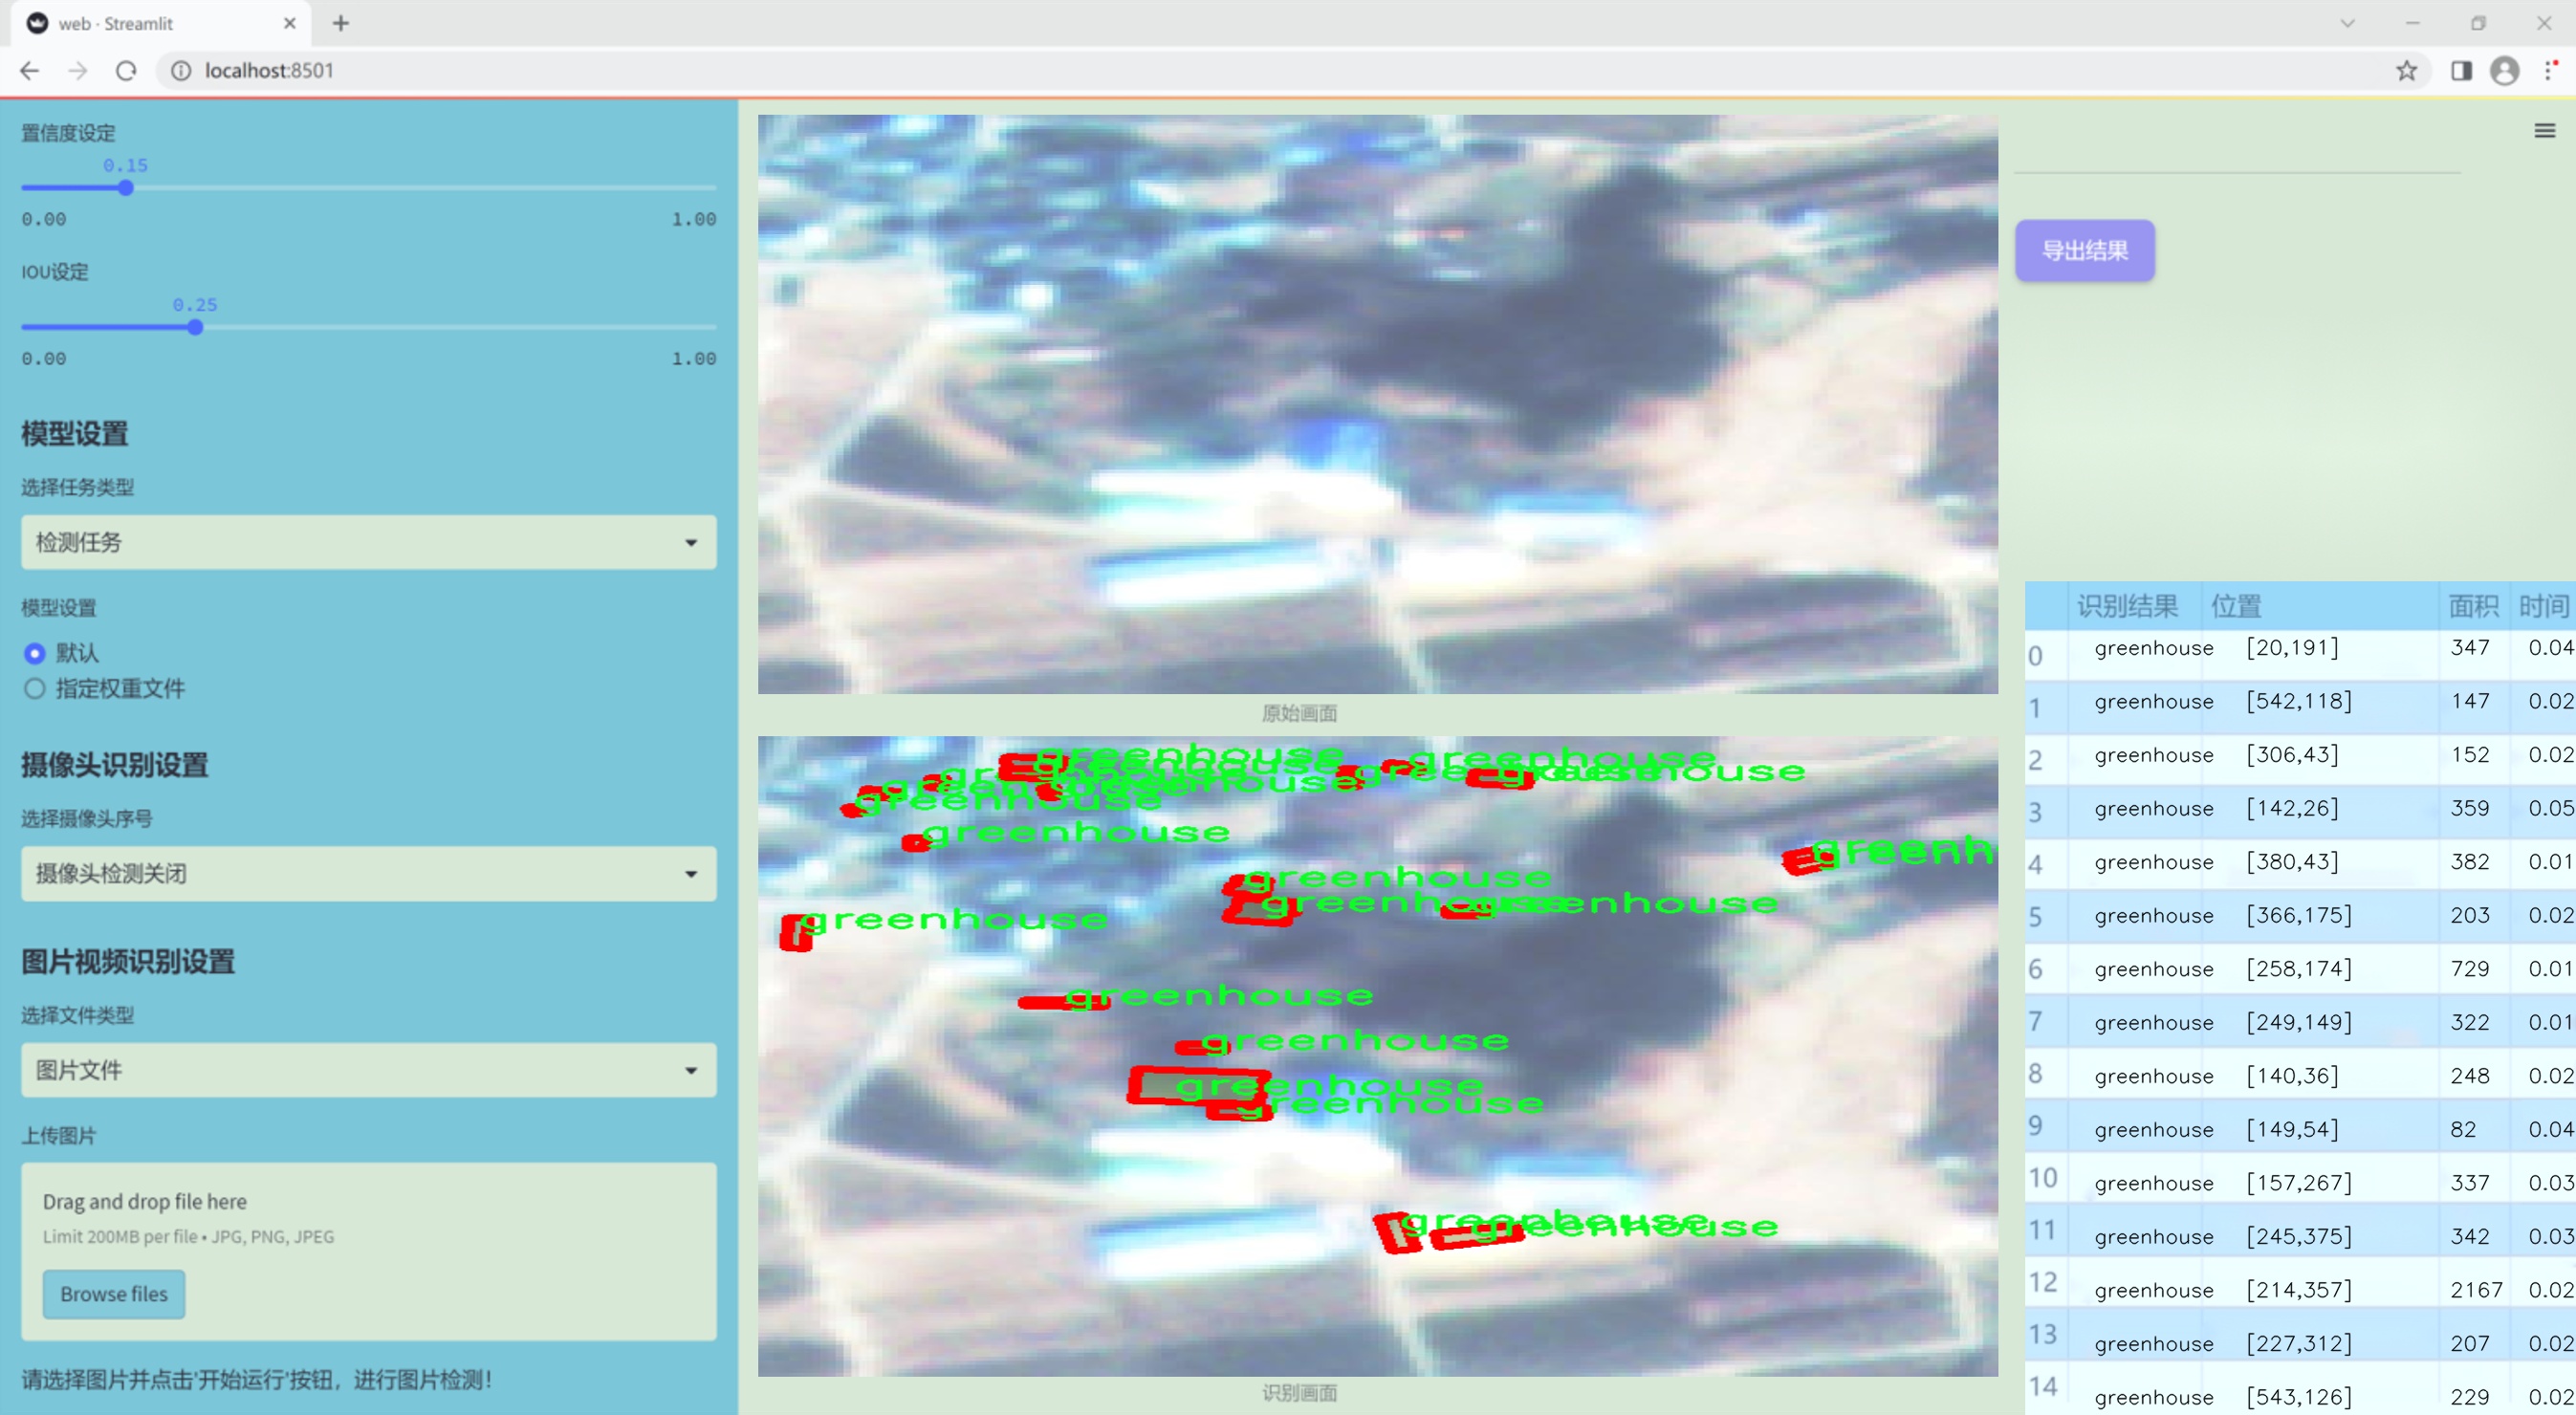 web · Streamlit
localhost:8501
置信度设定
0.15
0.00 1.00
IOU设定
0.25
0.00 1.00
模型设置
选择任务类型
检测任务
模型设置
默认
指定权重文件
摄像头识别设置
选择摄像头序号
摄像头检测关闭
图片视频识别设置
选择文件类型
图片文件
上传图片
Drag and drop file here
Limit 200MB per file • JPG, PNG, JPEG
Browse files
请选择图片并点击'开始运行'按钮，进行图片检测！
原始画面
greenhouse
greenhouse
greenhouse
greenhouse
greenhouse
greenhouse
greenhouse
greenh
greenhouse
greenhouse
greenhouse
greenhouse
greenhouse
greenhouse
greenhouse
greenhouse
greenhouse
greenhouse
识别画面
导出结果
识别结果 位置 面积 时间
0 greenhouse [20,191] 347 0.04
1 greenhouse [542,118] 147 0.02
2 greenhouse [306,43] 152 0.02
3 greenhouse [142,26] 359 0.05
4 greenhouse [380,43] 382 0.01
5 greenhouse [366,175] 203 0.02
6 greenhouse [258,174] 729 0.01
7 greenhouse [249,149] 322 0.01
8 greenhouse [140,36] 248 0.02
9 greenhouse [149,54] 82 0.04
10 greenhouse [157,267] 337 0.03
11 greenhouse [245,375] 342 0.03
12 greenhouse [214,357] 2167 0.02
13 greenhouse [227,312] 207 0.02
14 greenhouse [543,126] 229 0.02